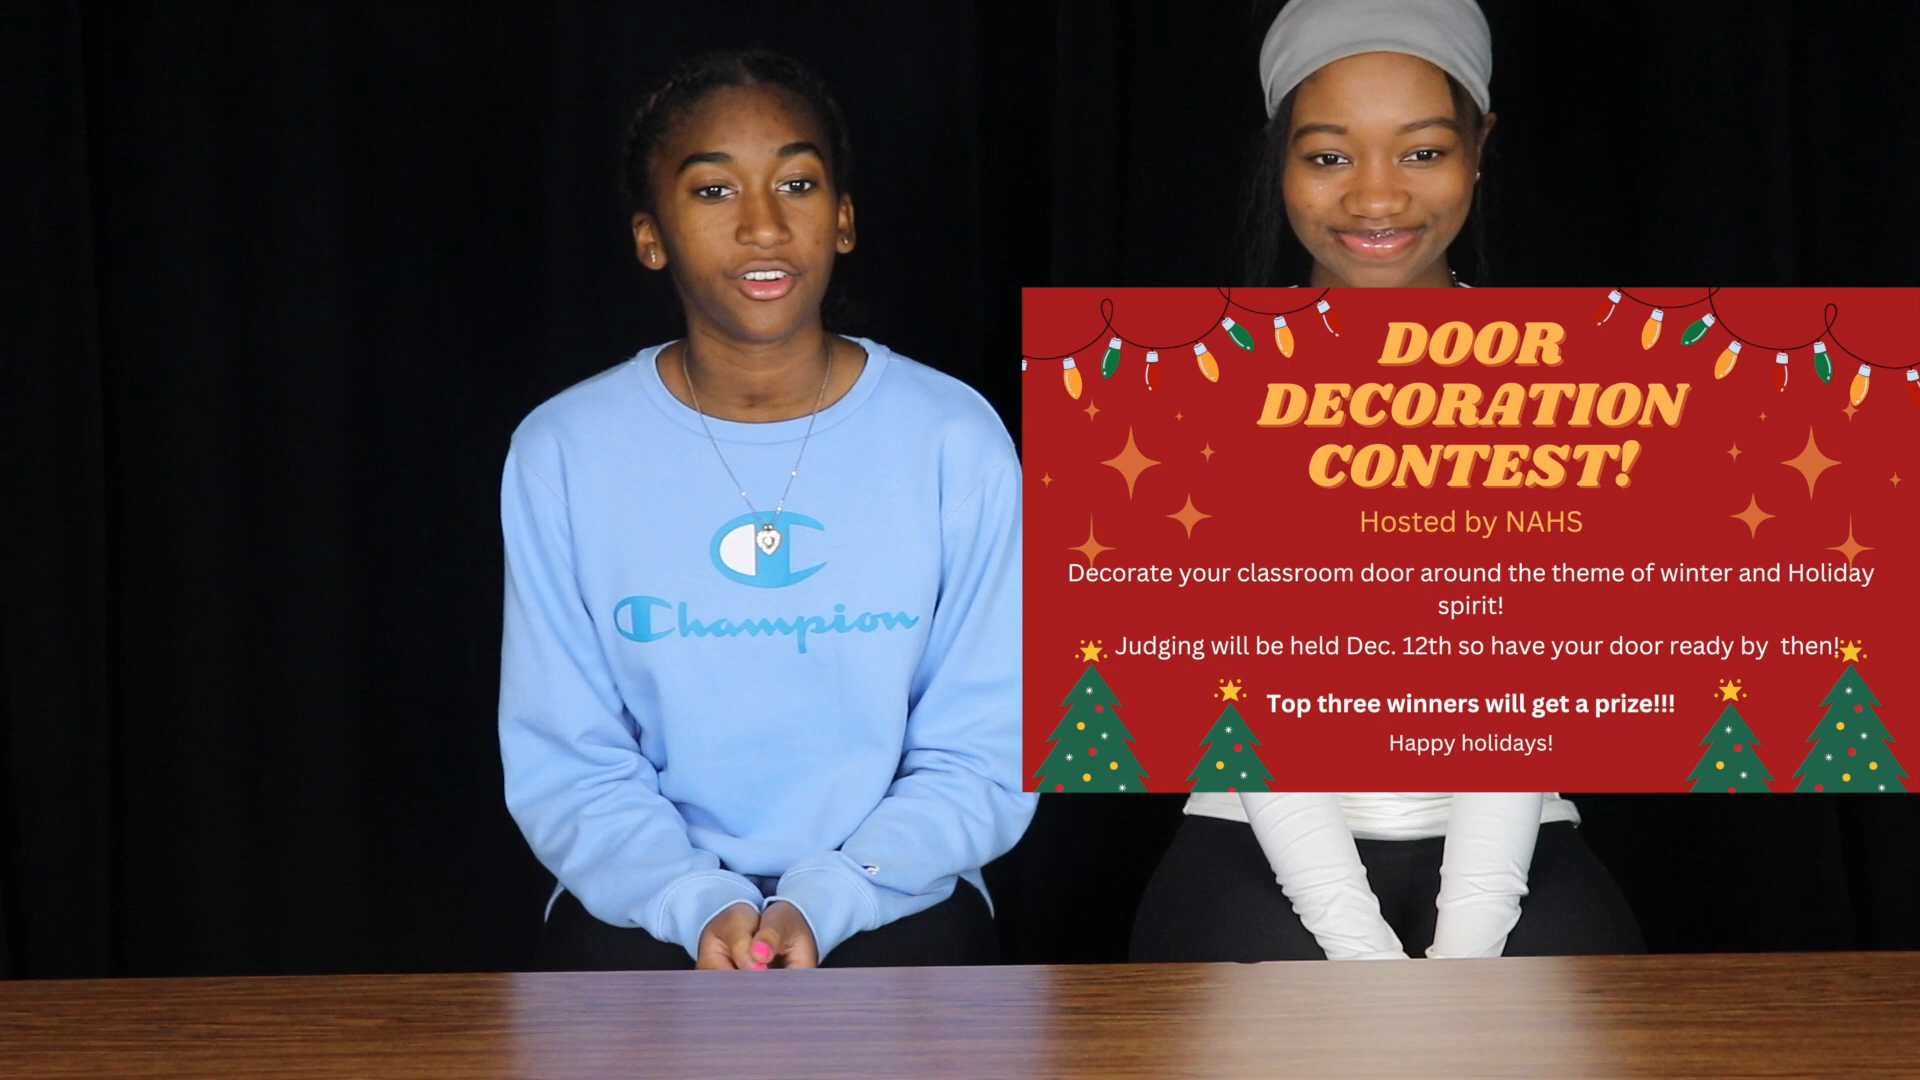 Champion
DOOR
DECORATION
CONTEST!
Hosted by NAHS
Decorate your classroom door around the theme of winter and Holiday
spirit!
Judging will be held Dec. 12th so have your door ready by then!
Top three winners will get a prize!!!
Happy holidays!